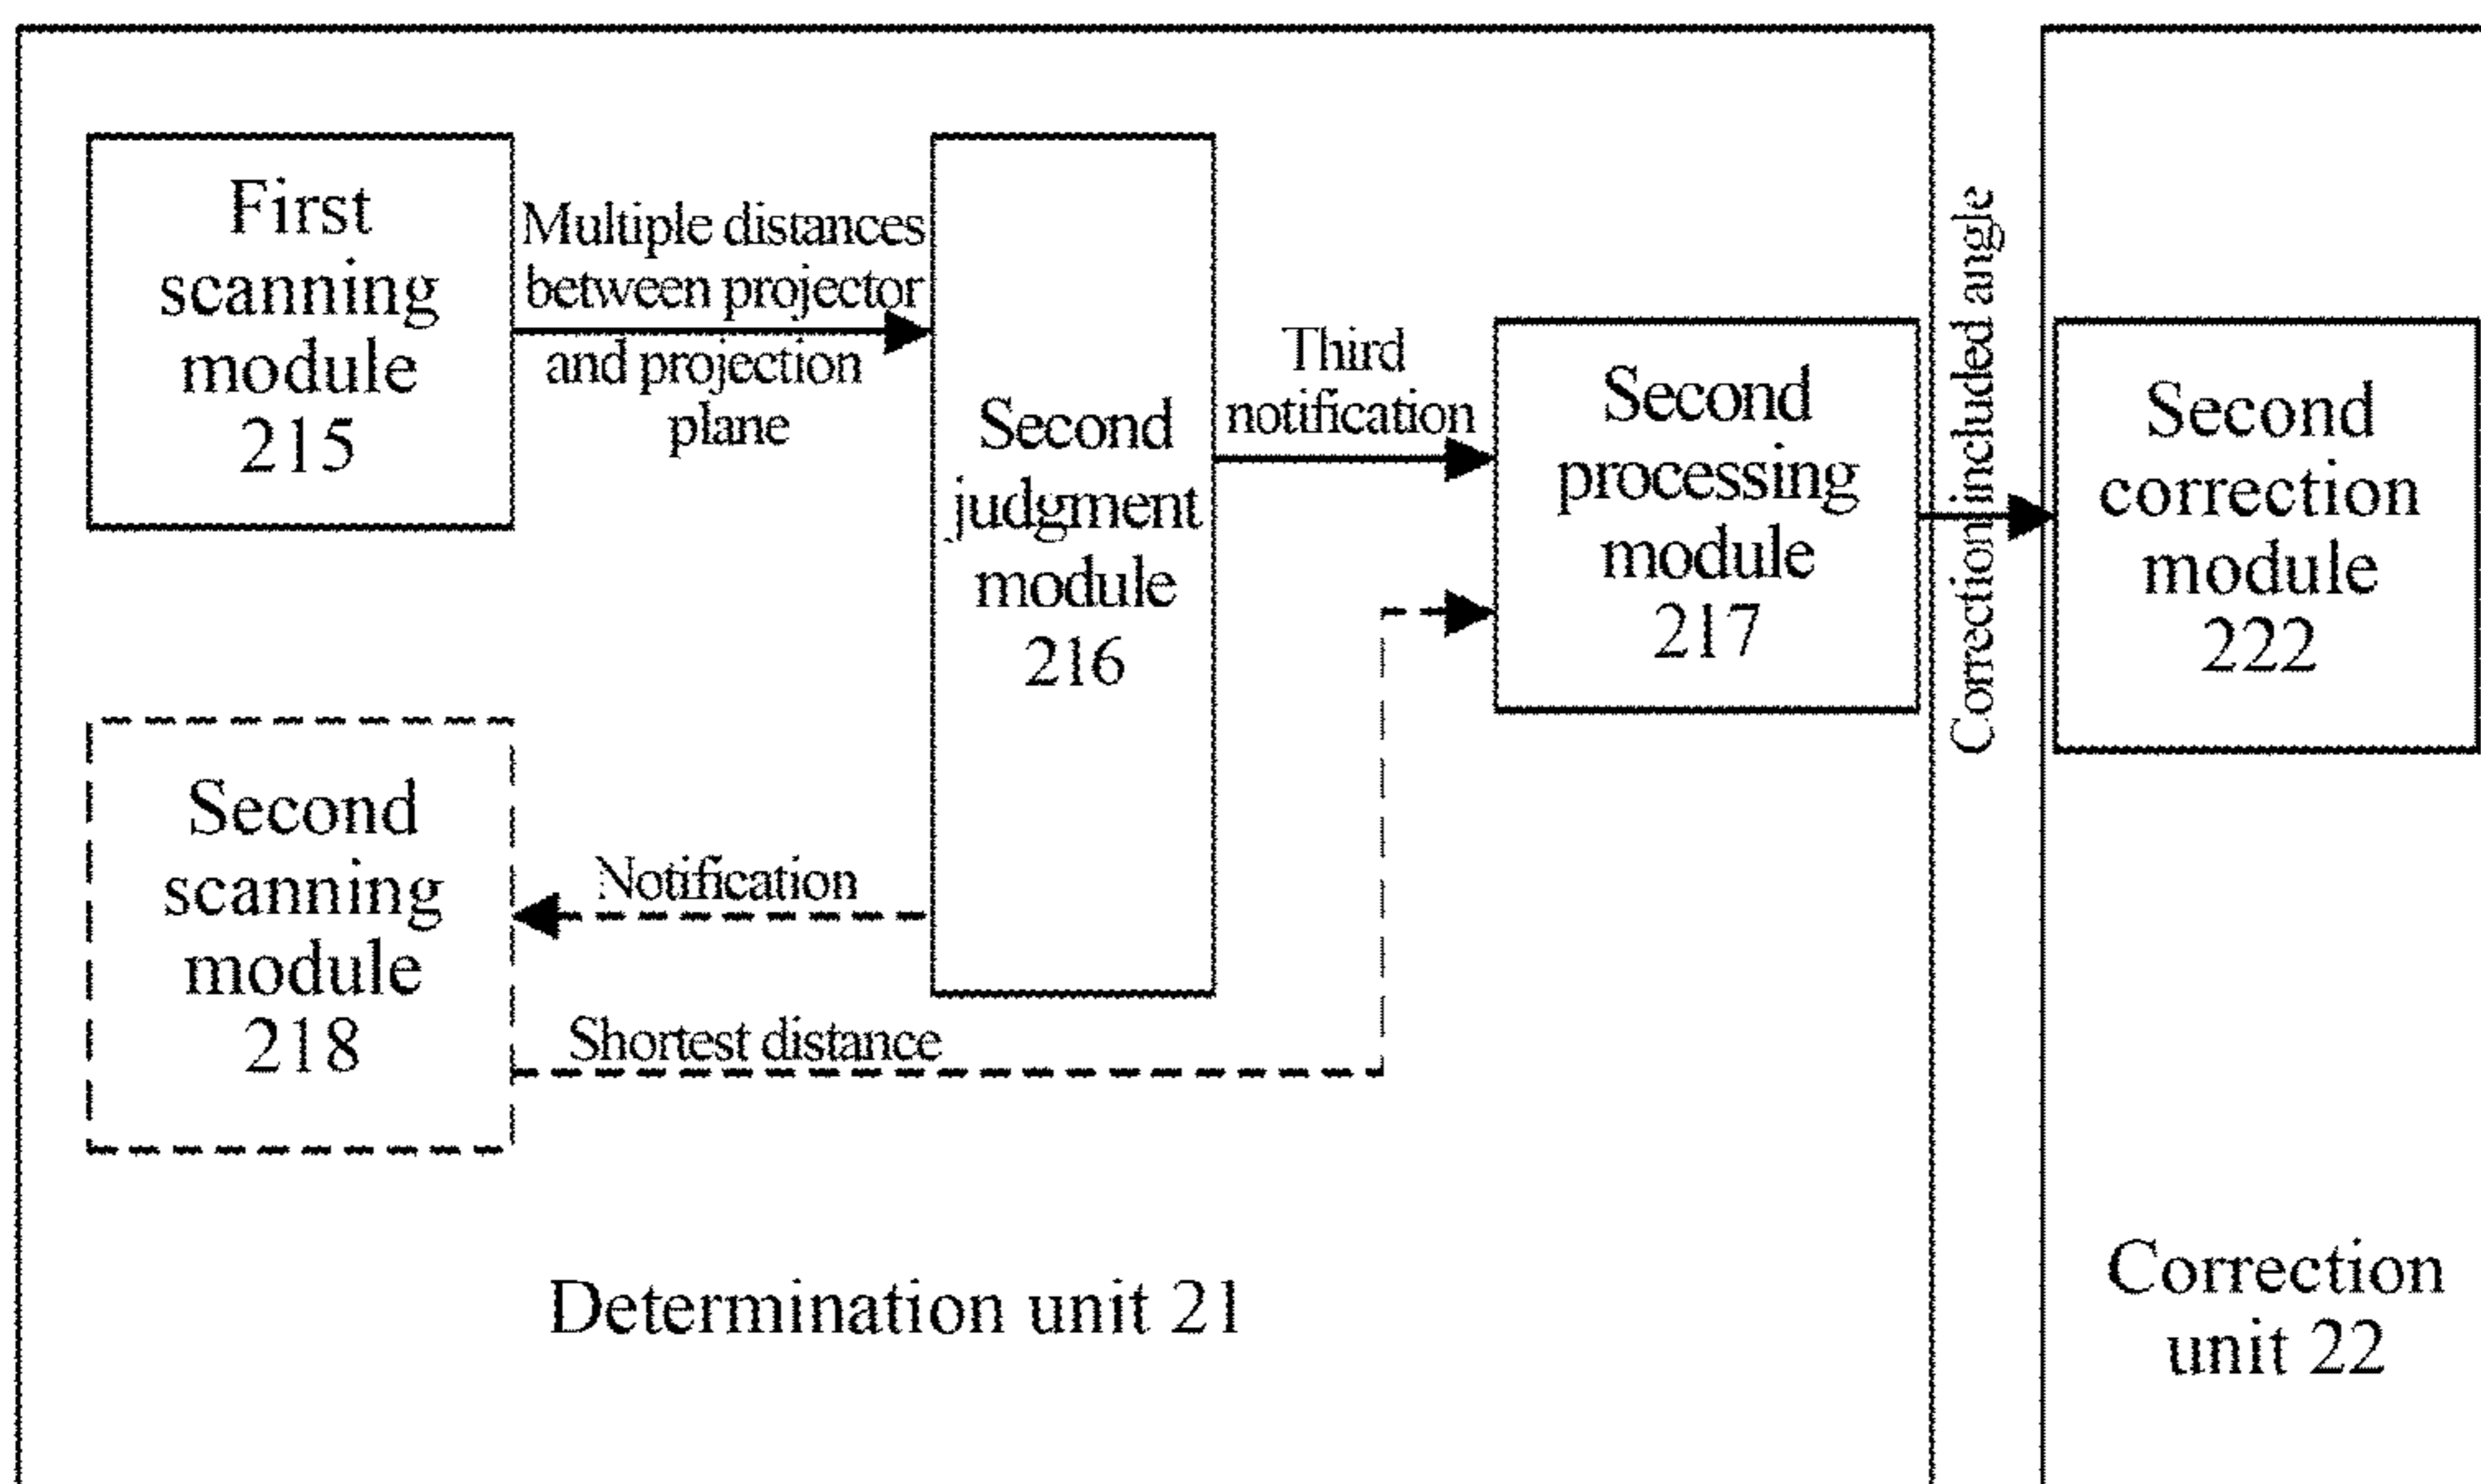 First
scanning
module
215
Multiple distances
between projector
and projection
plane
Second
judgment
module
216
Third
notification
Second
processing
module
217
Correction included angle
Second
correction
module
222
Second
scanning
module
218
Notification
Shortest distance
Determination unit 21
Correction
unit 22